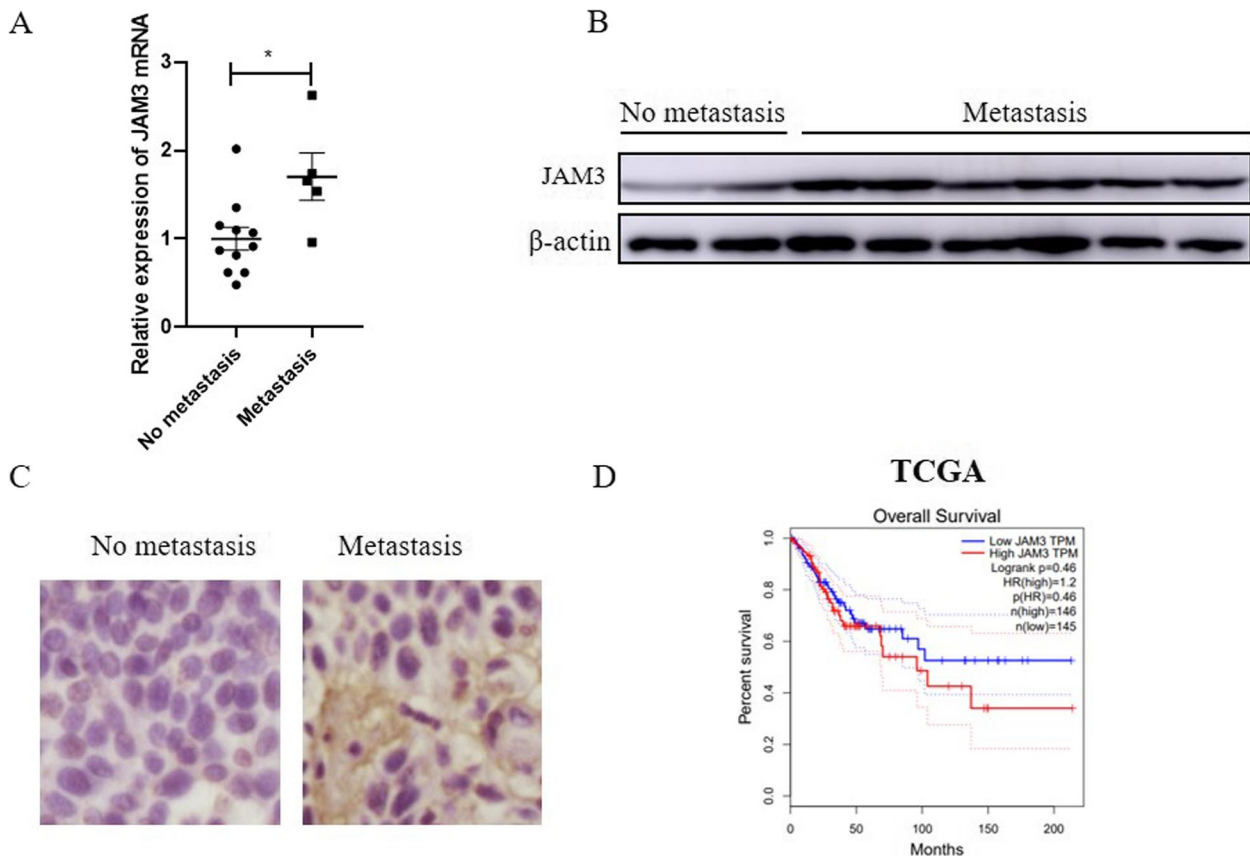 A
Relative expression of JAM3 mRNA
3
2
1
0
*
No metastasis
Metastasis
B
No metastasis
Metastasis
JAM3
β-actin
C
No metastasis
Metastasis
D
TCGA
Overall Survival
Low JAM3 TPM
High JAM3 TPM
Logrank p=0.46
HR(high)=1.2
p(HR)=0.46
n(high)=146
n(low)=145
Percent survival
1.0
0.8
0.6
0.4
0.2
0.0
0
50
100
150
200
Months